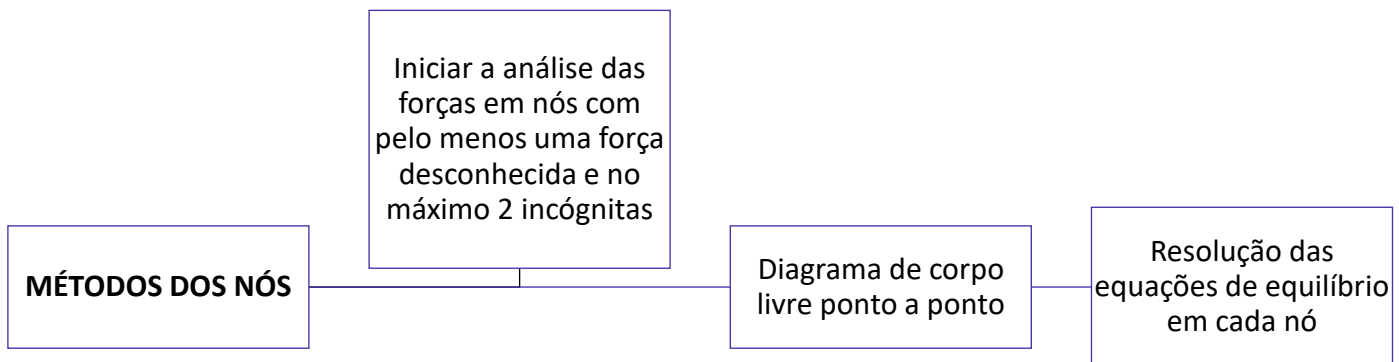 MÉTODOS DOS NÓS
Iniciar a análise das
forças em nós com
pelo menos uma força
desconhecida e no
máximo 2 incógnitas
Diagrama de corpo
livre ponto a ponto
Resolução das
equações de equilíbrio
em cada nó